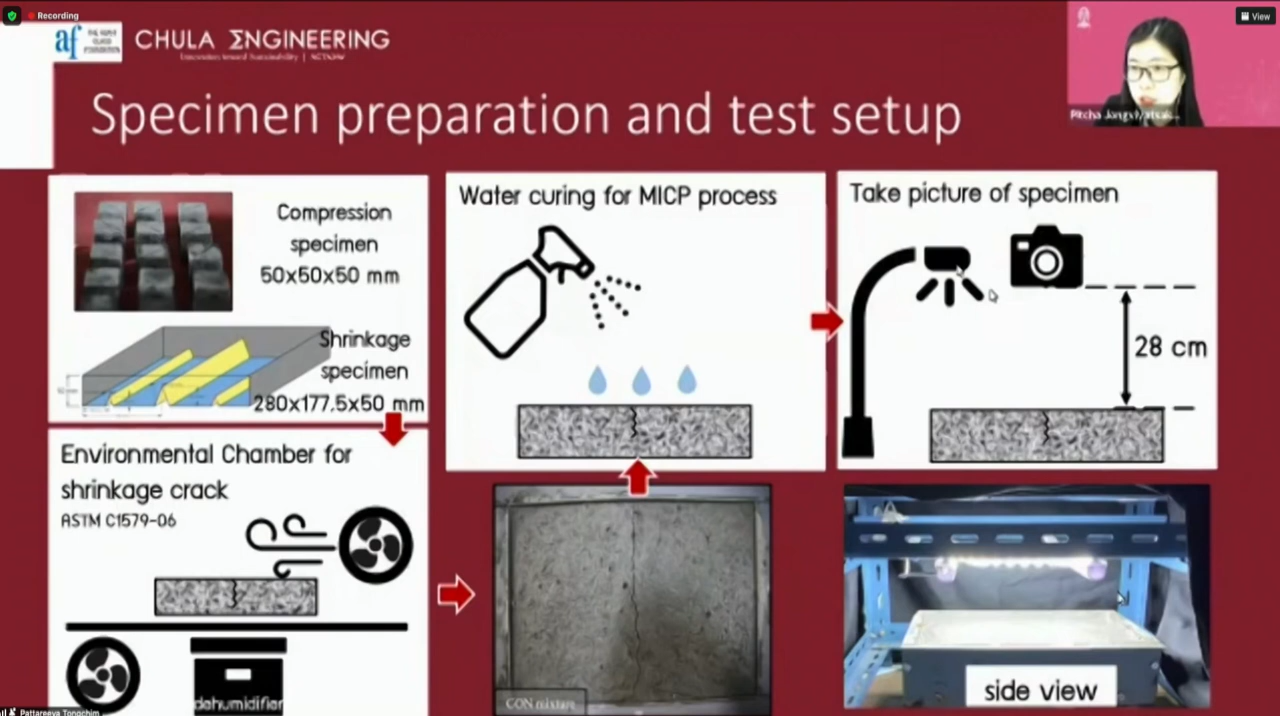 Recording
View
af
CHULA ΣNGINEERING
Specimen preparation and test setup
Compression
specimen
50x50x50 mm
Shrinkage
specimen
280x177.5x50 mm
Environmental Chamber for
shrinkage crack
ASTM C1579-06
dehumidifier
Water curing for MICP process
CON mixture
Take picture of specimen
28 cm
side view
Pitcha
Pattareeya Tongchim